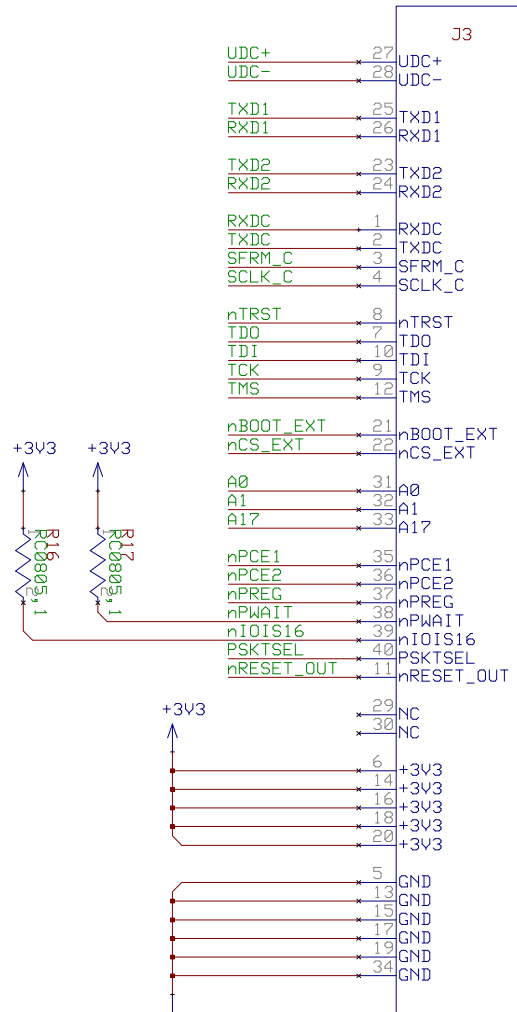 J3
UDC+ 27 UDC+
UDC- 28 UDC-
TXD1 25 TXD1
RXD1 26 RXD1
TXD2 23 TXD2
RXD2 24 RXD2
RXDC 1 RXDC
TXDC 2 TXDC
SFRM_C 3 SFRM_C
SCLK_C 4 SCLK_C
nTRST 8 nTRST
TDO 7 TDO
TDI 10 TDI
TCK 9 TCK
TMS 12 TMS
nBOOT_EXT 21 nBOOT_EXT
nCS_EXT 22 nCS_EXT
+3V3 +3V3
A0 31 A0
A1 32 A1
A17 33 A17
R16
RC0805, 1
1
2
R17
RC0805, 1
1
2
nPCE1 35 nPCE1
nPCE2 36 nPCE2
nPREG 37 nPREG
nPWAIT 38 nPWAIT
nIOIS16 39 nIOIS16
PSKTSEL 40 PSKTSEL
nRESET_OUT 11 nRESET_OUT
29 NC
30 NC
+3V3
6 +3V3
14 +3V3
16 +3V3
18 +3V3
20 +3V3
5 GND
13 GND
15 GND
17 GND
19 GND
34 GND